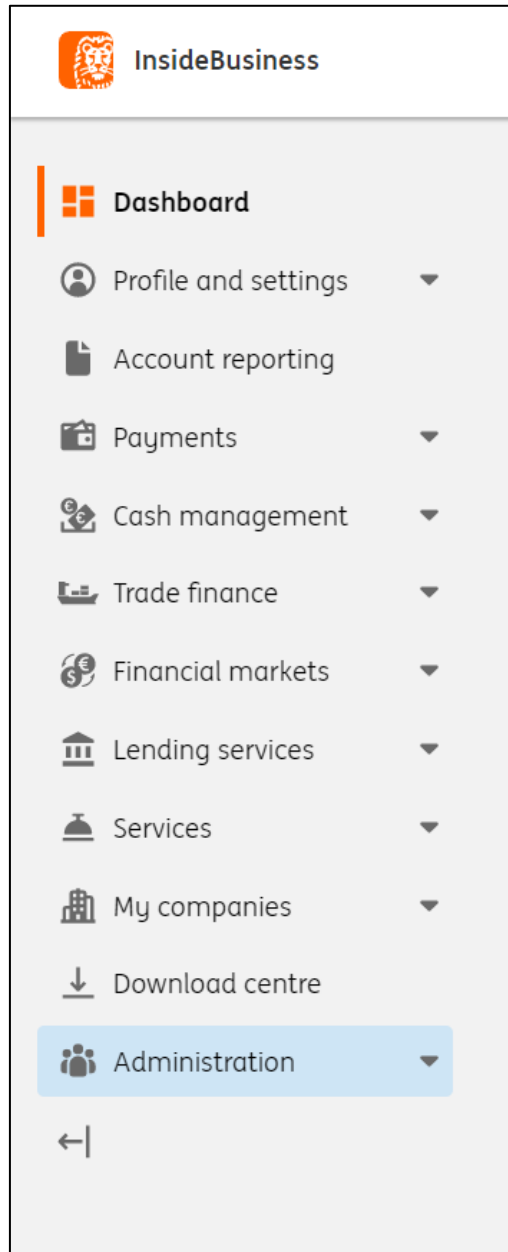 InsideBusiness
Dashboard
Profile and settings
Account reporting
Payments
Cash management
Trade finance
Financial markets
Lending services
Services
My companies
Download centre
Administration